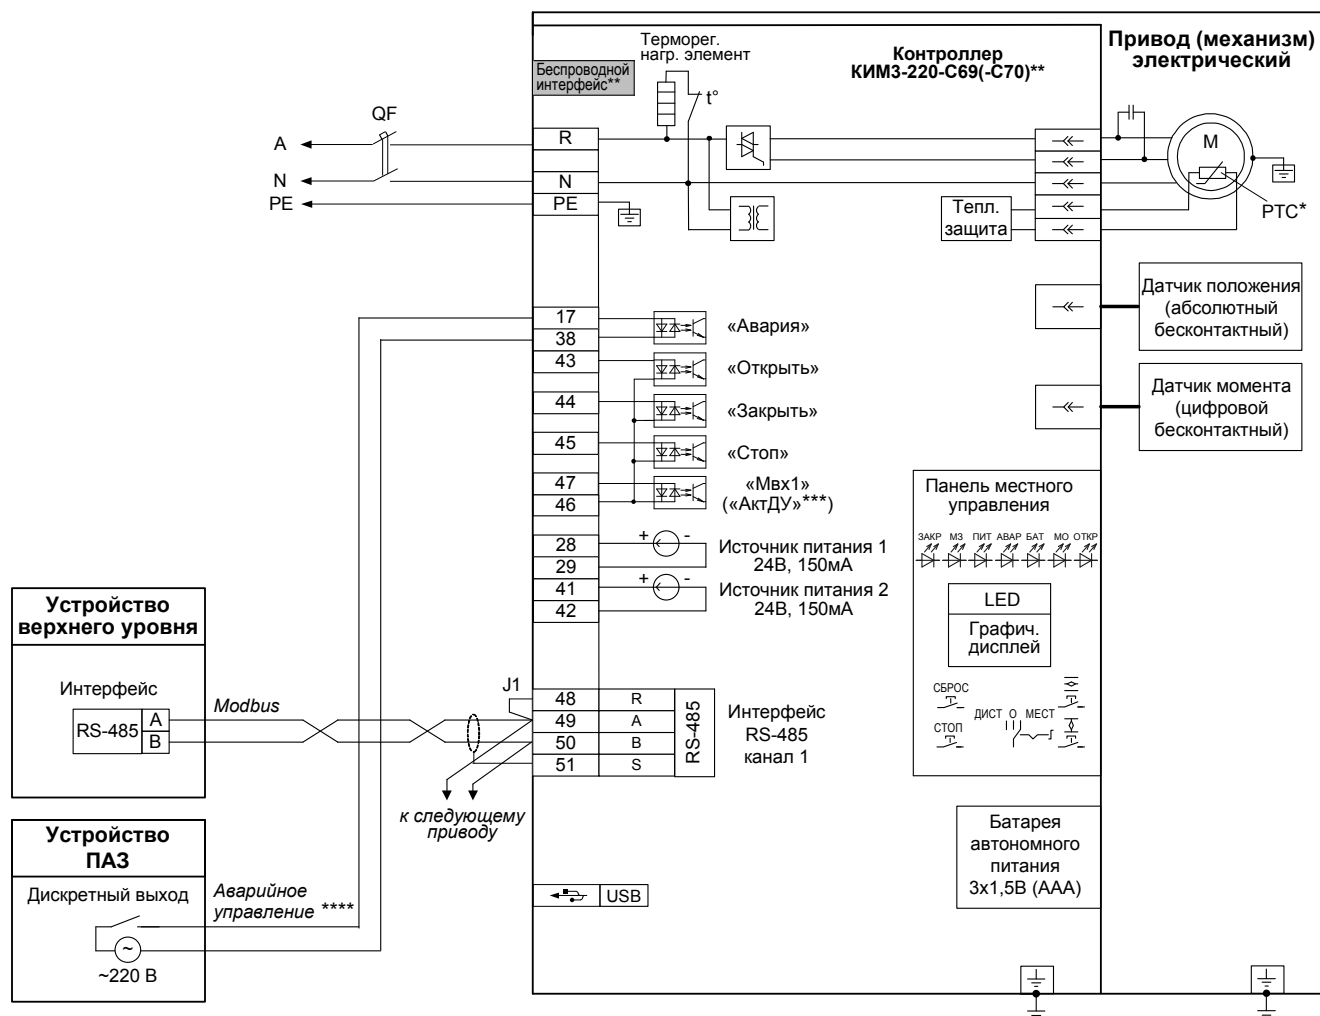 Терморег.
нагр. элемент
Беспроводной
интерфейс**
Контроллер
КИМ3-220-С69(-С70)**
Привод (механизм)
электрический
t°
QF
A
N
PE
R
N
PE
M
PTC*
Тепл.
защита
Датчик положения
(абсолютный
бесконтактный)
Датчик момента
(цифровой
бесконтактный)
17
38
43
44
45
47
46
28
29
41
42
«Авария»
«Открыть»
«Закрыть»
«Стоп»
«Мвх1»
(«АктДУ»***)
+ -
Источник питания 1
24В, 150мА
+ -
Источник питания 2
24В, 150мА
Панель местного
управления
ЗАКР МЗ ПИТ АВАР БАТ МО ОТКР
LED
Графич.
дисплей
СБРОС
СТОП
ДИСТ О МЕСТ
Устройство
верхнего уровня
Интерфейс
RS-485
A
B
Modbus
J1
48 R
49 A
50 B
51 S
RS-485
Интерфейс
RS-485
канал 1
к следующему
приводу
Устройство
ПАЗ
Дискретный выход
~
~220 В
Аварийное
управление ****
USB
Батарея
автономного
питания
3х1,5В (ААА)